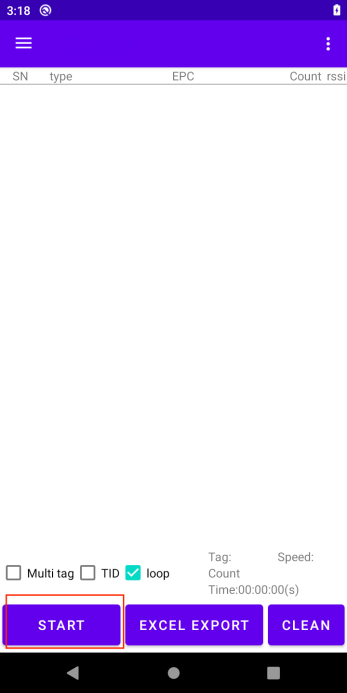 3:18
SN type EPC Count rssi
Tag: Speed:
Multi tag TID loop Count
Time:00:00:00(s)
START EXCEL EXPORT CLEAN